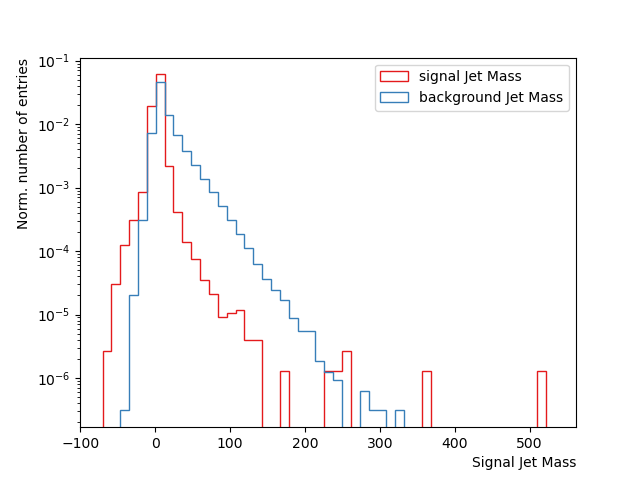 signal Jet Mass
background Jet Mass
Norm. number of entries
10⁻¹
10⁻²
10⁻³
10⁻⁴
10⁻⁵
10⁻⁶
−100 0 100 200 300 400 500
Signal Jet Mass